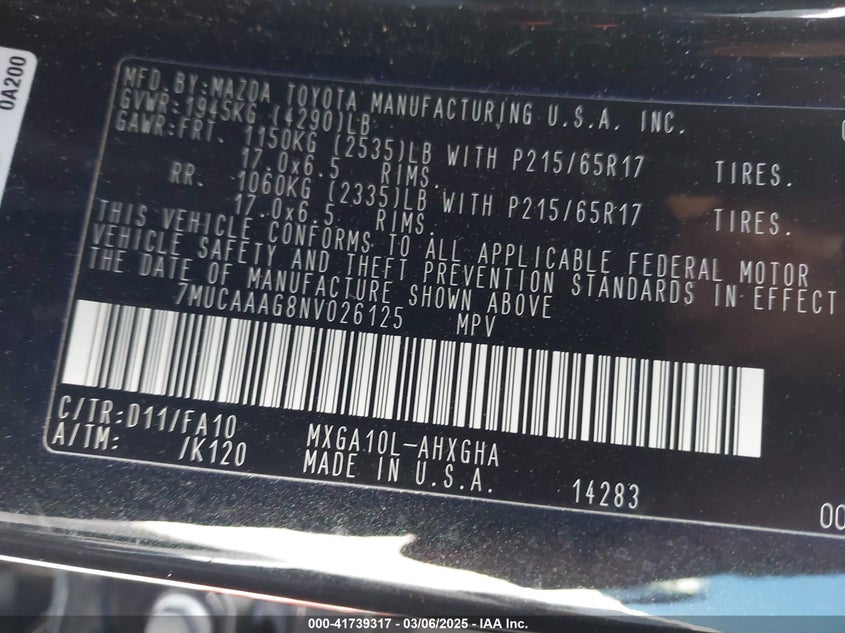 0A200
MFD.BY:MAZDA TOYOTA MANUFACTURING U.S.A. INC.
GVWR:1945KG (4290)LB
GAWR:FRT. 1150KG (2535)LB WITH P215/65R17 TIRES.
17.0x6.5 RIMS.
RR. 1060KG (2335)LB WITH P215/65R17 TIRES.
17.0x6.5 RIMS.
THIS VEHICLE CONFORMS TO ALL APPLICABLE FEDERAL MOTOR
VEHICLE SAFETY AND THEFT PREVENTION STANDARDS IN EFFECT
THE DATE OF MANUFACTURE SHOWN ABOVE
7MUCAAAG8NV026125 MPV
C/TR:D11/FA10 MXGA10L-AHXGHA
A/TM: /K120 MADE IN U.S.A. 14283
00
000-41739317 - 03/06/2025 - IAA Inc.